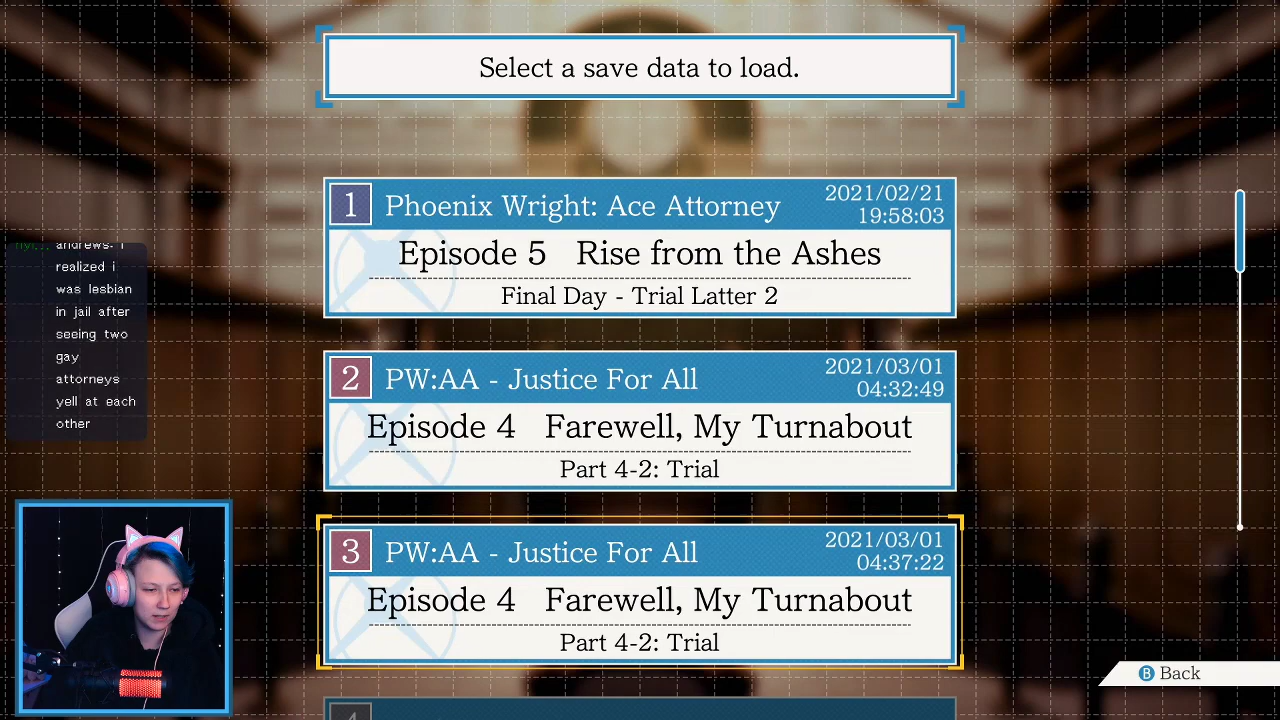 Select a save data to load.
1 Phoenix Wright: Ace Attorney 2021/02/21
19:58:03
Episode 5 Rise from the Ashes
Final Day - Trial Latter 2
2 PW:AA - Justice For All 2021/03/01
04:32:49
Episode 4 Farewell, My Turnabout
Part 4-2: Trial
3 PW:AA - Justice For All 2021/03/01
04:37:22
Episode 4 Farewell, My Turnabout
Part 4-2: Trial
4
andrews: i
realized i
was lesbian
in jail after
seeing two
gay
attorneys
yell at each
other
B Back